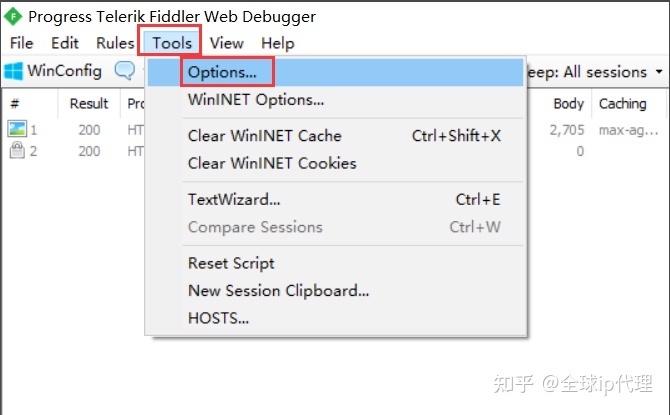 Progress Telerik Fiddler Web Debugger
File Edit Rules Tools View Help
WinConfig Options... eep: All sessions
# Result Body Caching
WinINET Options...
1 200 HT 2,705 max-ag...
Clear WinINET Cache Ctrl+Shift+X
2 200 HT 0
Clear WinINET Cookies
TextWizard... Ctrl+E
Compare Sessions Ctrl+W
Reset Script
New Session Clipboard...
HOSTS...
知乎 @全球ip代理